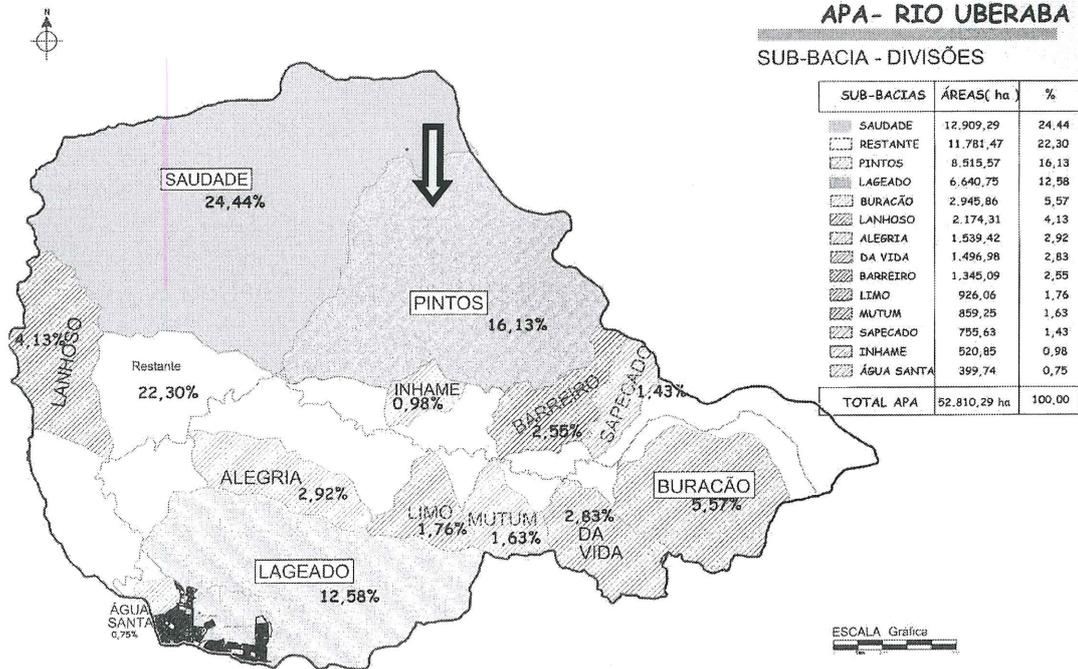 N
APA- RIO UBERABA
SUB-BACIA - DIVISÕES
SUB-BACIAS ÁREAS( ha ) %
SAUDADE 12.909,29 24,44
RESTANTE 11.781,47 22,30
PINTOS 8.515,57 16,13
LAGEADO 6.640,75 12,58
BURACÃO 2.945,86 5,57
LANHOSO 2.174,31 4,13
ALEGRIA 1.539,42 2,92
DA VIDA 1.496,98 2,83
BARREIRO 1.345,09 2,55
LIMO 926,06 1,76
MUTUM 859,25 1,63
SAPECADO 755,63 1,43
INHAME 520,85 0,98
ÁGUA SANTA 399,74 0,75
TOTAL APA 52.810,29 ha 100,00
SAUDADE
24,44%
PINTOS
16,13%
4,13%
LANHOSO
Restante
22,30%
INHAME
0,98%
BARREIRO
2,55%
SAPECADO
1,43%
ALEGRIA
2,92%
LIMO
1,76%
MUTUM
1,63%
2,83%
DA
VIDA
BURACÃO
5,57%
LAGEADO
12,58%
ÁGUA
SANTA
0,75%
ESCALA Gráfica